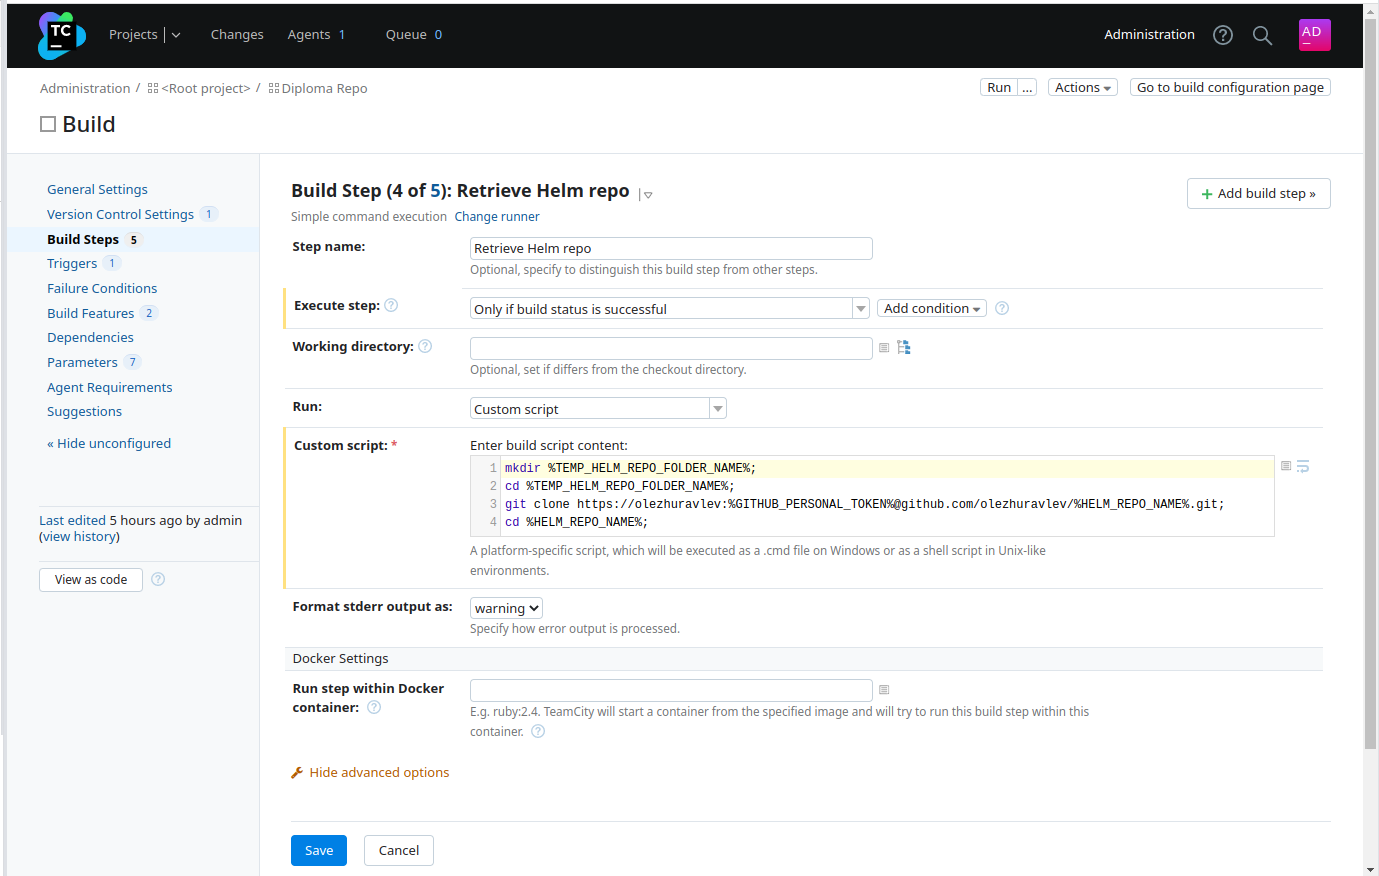 TC
Projects
Changes
Agents 1
Queue 0
Administration
AD
Administration / <Root project> / Diloma Repo
Run ...
Actions
Go to build configuration page
Build
General Settings
Version Control Settings 1
Build Steps 5
Triggers 1
Failure Conditions
Build Features 2
Dependencies
Parameters 7
Agent Requirements
Suggestions
« Hide unconfigured
Last edited 5 hours ago by admin
(view history)
View as code
Build Step (4 of 5): Retrieve Helm repo
+ Add build step »
Simple command execution Change runner
Step name:
Retrieve Helm repo
Optional, specify to distinguish this build step from other steps.
Execute step:
Only if build status is successful
Add condition
Working directory:
Optional, set if differs from the checkout directory.
Run:
Custom script
Custom script: *
Enter build script content:
1 mkdir %TEMP_HELM_REPO_FOLDER_NAME%;
2 cd %TEMP_HELM_REPO_FOLDER_NAME%;
3 git clone https://olezhuravlev:%GITHUB_PERSONAL_TOKEN%@github.com/olezhuravlev/%HELM_REPO_NAME%.git;
4 cd %HELM_REPO_NAME%;
A platform-specific script, which will be executed as a .cmd file on Windows or as a shell script in Unix-like
environments.
Format stderr output as:
warning
Specify how error output is processed.
Docker Settings
Run step within Docker
container:
E.g. ruby:2.4. TeamCity will start a container from the specified image and will try to run this build step within this
container.
Hide advanced options
Save
Cancel